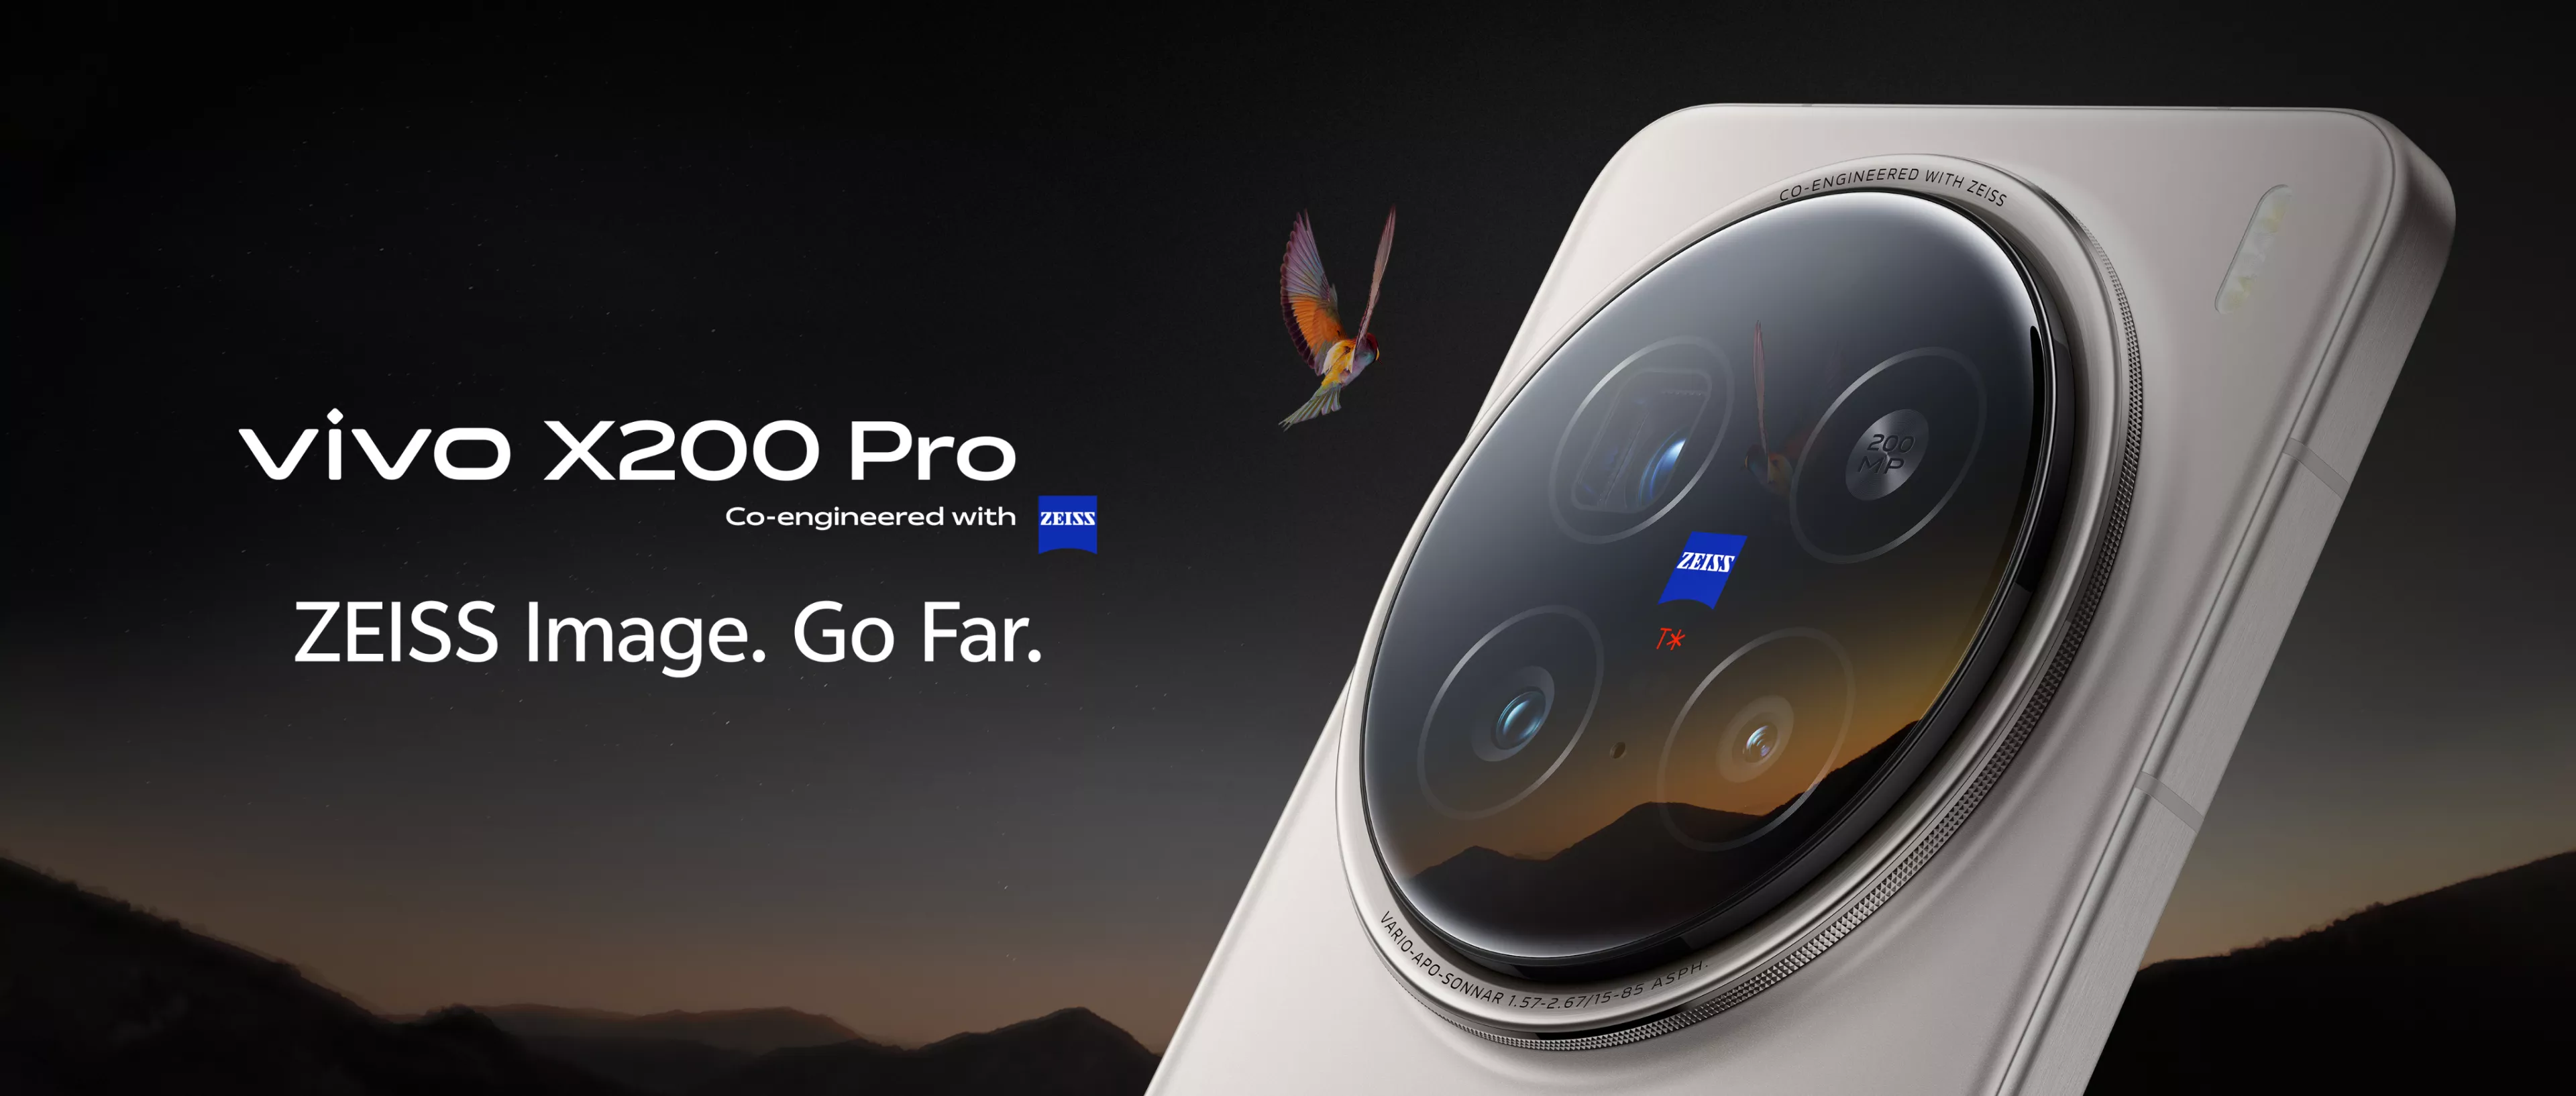 vivo X200 Pro
Co-engineered with ZEISS
ZEISS Image. Go Far.
CO-ENGINEERED WITH ZEISS
200
MP
ZEISS
T*
VARIO-APO-SONNAR 1.57-2.67/15-85 ASPH.